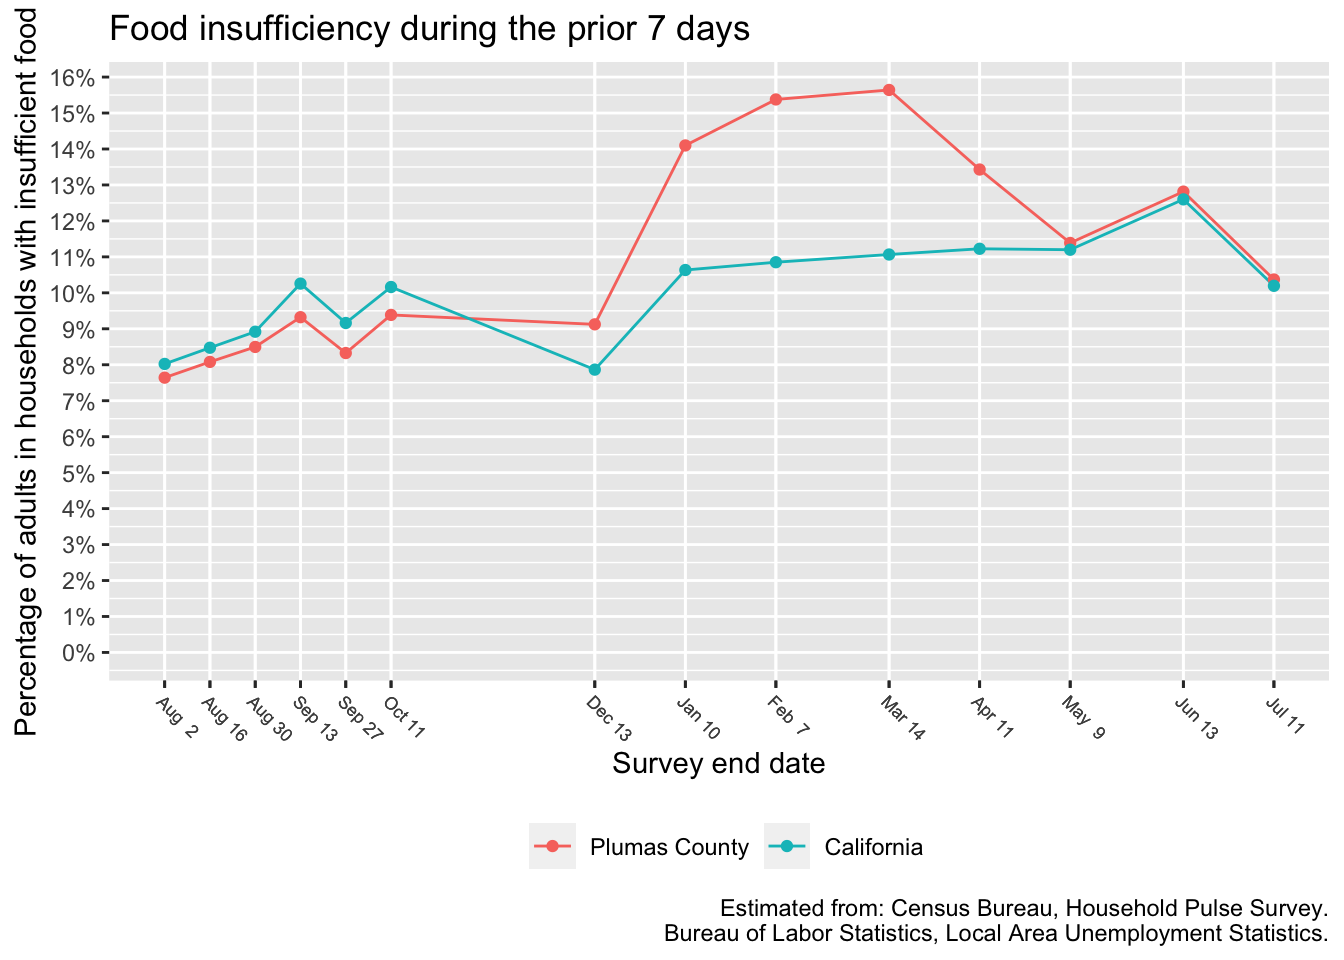 Food insufficiency during the prior 7 days
Percentage of adults in households with insufficient food
16%
15%
14%
13%
12%
11%
10%
9%
8%
7%
6%
5%
4%
3%
2%
1%
0%
Aug 2
Aug 16
Aug 30
Sep 13
Sep 27
Oct 11
Dec 13
Jan 10
Feb 7
Mar 14
Apr 11
May 9
Jun 13
Jul 11
Survey end date
Plumas County
California
Estimated from: Census Bureau, Household Pulse Survey.
Bureau of Labor Statistics, Local Area Unemployment Statistics.